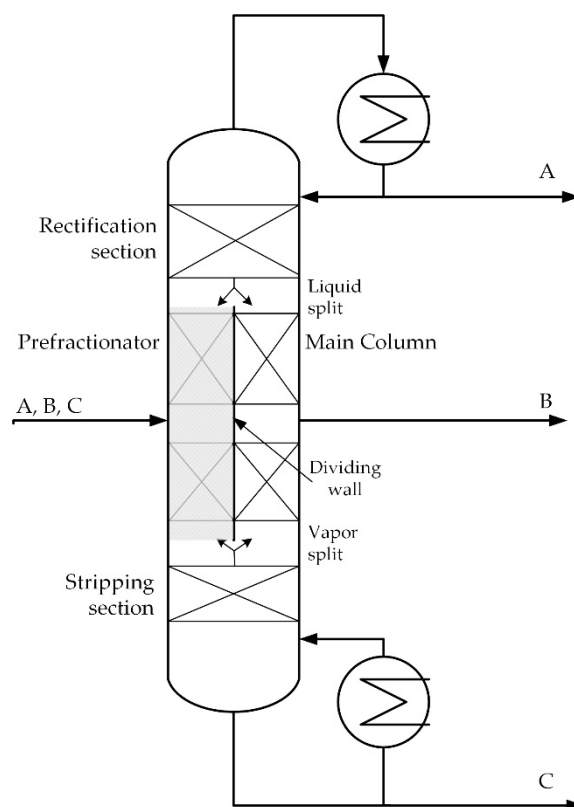 A
Rectification
section
Liquid
split
Prefractionator
Main Column
A, B, C
B
Dividing
wall
Vapor
split
Stripping
section
C